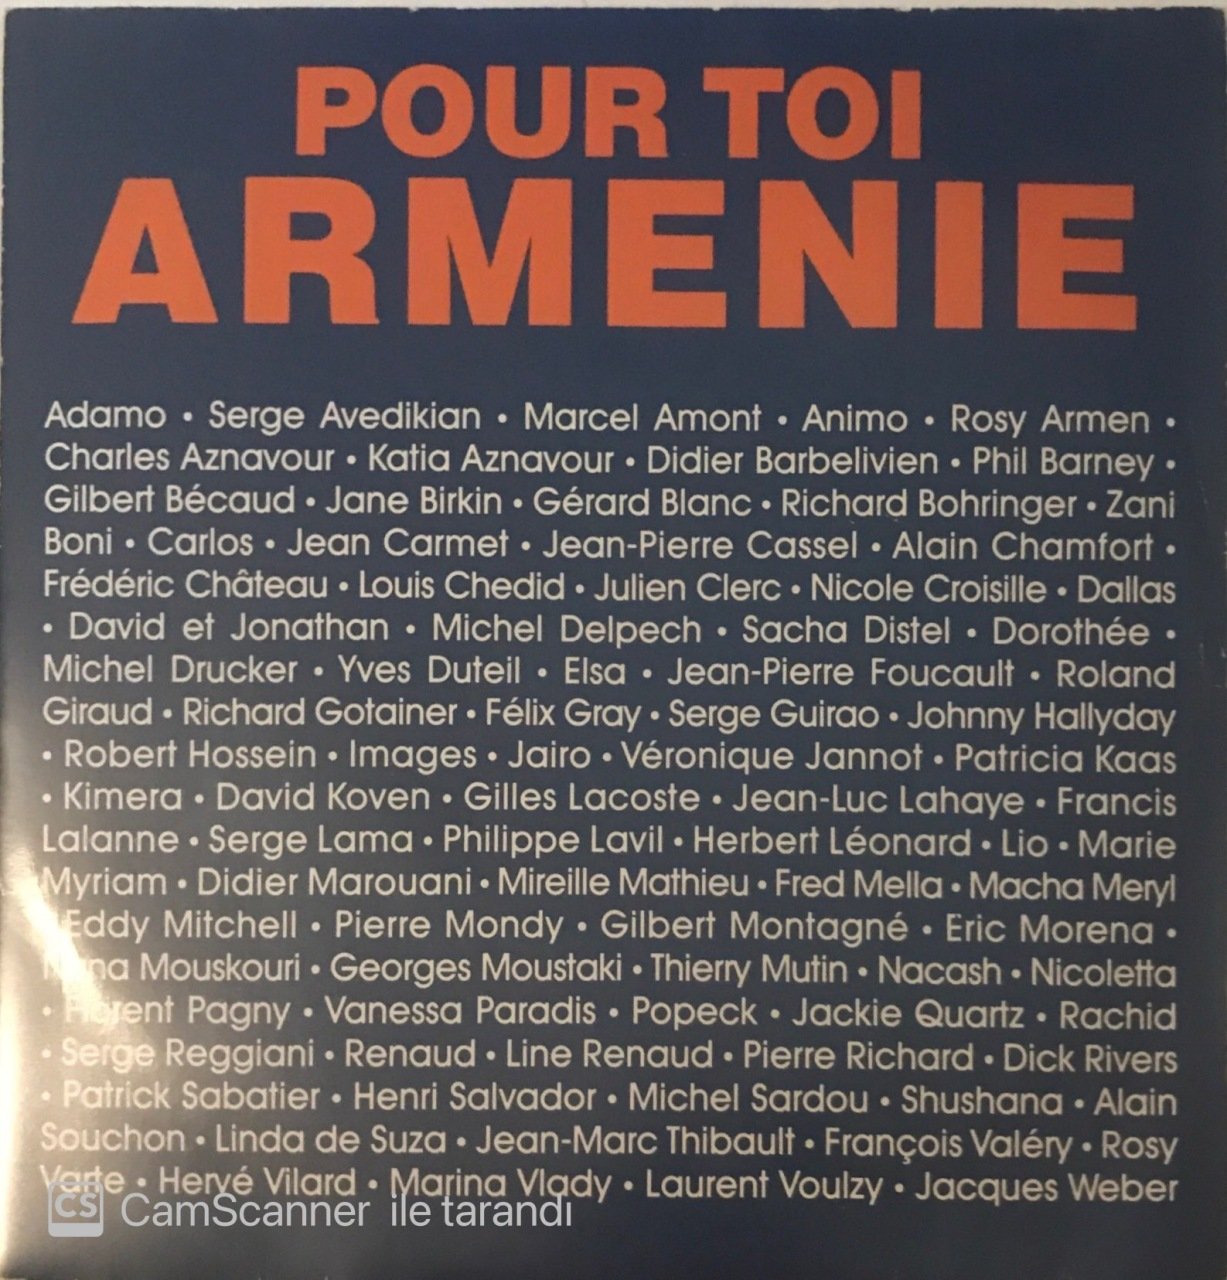 POUR TOI
ARMENIE
Adamo • Serge Avedikian • Marcel Amont • Animo • Rosy Armen •
Charles Aznavour • Katia Aznavour • Didier Barbelivien • Phil Barney •
Gilbert Bécaud • Jane Birkin • Gérard Blanc • Richard Bohringer • Zani
Boni • Carlos • Jean Carmet • Jean-Pierre Cassel • Alain Chamfort •
Frédéric Château • Louis Chedid • Julien Clerc • Nicole Croisille • Dallas
• David et Jonathan • Michel Delpech • Sacha Distel • Dorothée •
Michel Drucker • Yves Duteil • Elsa • Jean-Pierre Foucault • Roland
Giraud • Richard Gotainer • Félix Gray • Serge Guirao • Johnny Hallyday
• Robert Hossein • Images • Jairo • Véronique Jannot • Patricia Kaas
• Kimera • David Koven • Gilles Lacoste • Jean-Luc Lahaye • Francis
Lalanne • Serge Lama • Philippe Lavil • Herbert Léonard • Lio • Marie
Myriam • Didier Marouani • Mireille Mathieu • Fred Mella • Macha Meryl
Eddy Mitchell • Pierre Mondy • Gilbert Montagné • Eric Morena •
Mouskouri • Georges Moustaki • Thierry Mutin • Nacash • Nicoletta
• Florent Pagny • Vanessa Paradis • Popeck • Jackie Quartz • Rachid
• Serge Reggiani • Renaud • Line Renaud • Pierre Richard • Dick Rivers
• Patrick Sabatier • Henri Salvador • Michel Sardou • Shushana • Alain
Souchon • Linda de Suza • Jean-Marc Thibault • François Valéry • Rosy
Varte • Hervé Vilard • Marina Vlady • Laurent Voulzy • Jacques Weber
CS CamScanner ile tarandı